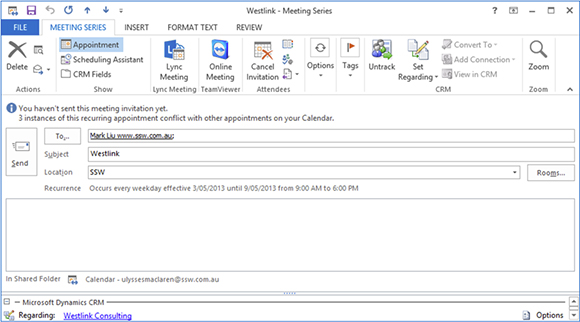 Westlink - Meeting Series
FILE MEETING SERIES INSERT FORMAT TEXT REVIEW
Delete
Actions
Appointment
Scheduling Assistant
CRM Fields
Show
Lync Meeting
Lync Meeting
Online Meeting
TeamViewer
Cancel Invitation
Attendees
Options
Tags
Untrack
Set Regarding
Convert To
Add Connection
View in CRM
CRM
Zoom
Zoom
You haven't sent this meeting invitation yet.
3 instances of this recurring appointment conflict with other appointments on your Calendar.
Send
To...
Mark Liu www.ssw.com.au;
Subject
Westlink
Location
SSW
Rooms...
Recurrence Occurs every weekday effective 3/05/2013 until 9/05/2013 from 9:00 AM to 6:00 PM
In Shared Folder Calendar - ulyssesmaclaren@ssw.com.au
Microsoft Dynamics CRM
Regarding: Westlink Consulting
Options